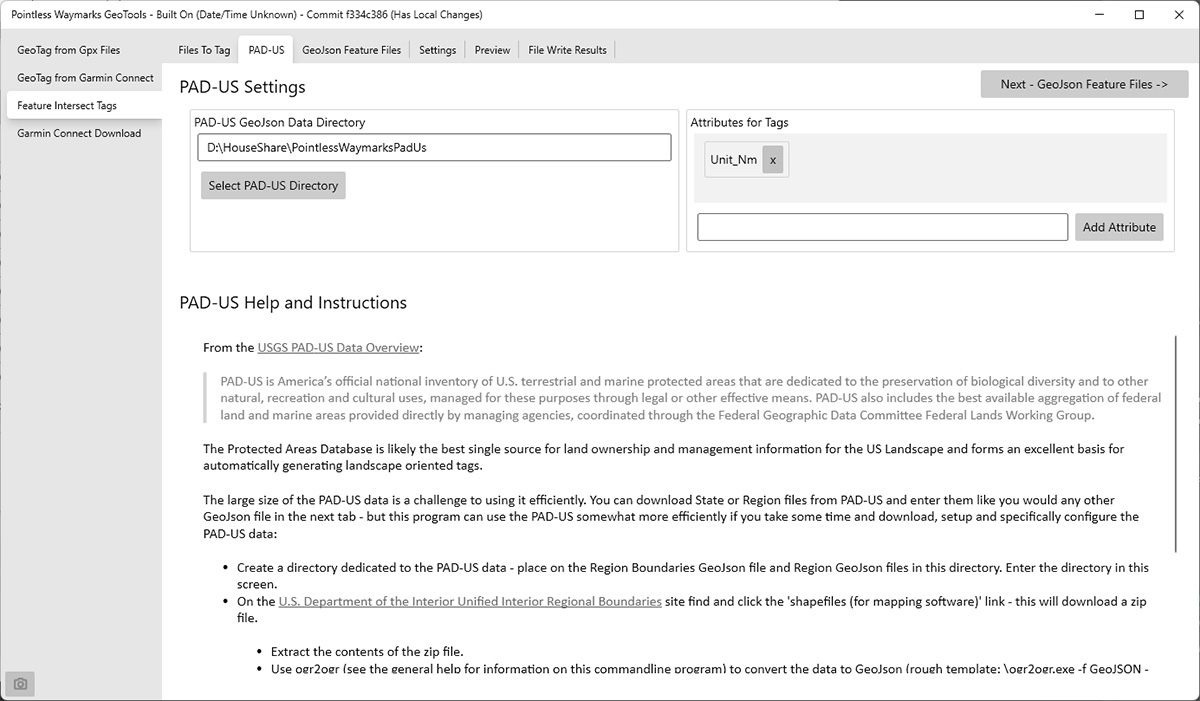 Pointless Waymarks GeoTools - Built On (Date/Time Unknown) - Commit f334c386 (Has Local Changes)
GeoTag from Gpx Files
GeoTag from Garmin Connect
Feature Intersect Tags
Garmin Connect Download
Files To Tag
PAD-US
GeoJson Feature Files
Settings
Preview
File Write Results
PAD-US Settings
Next - GeoJson Feature Files ->
PAD-US GeoJson Data Directory
D:\HouseShare\PointlessWaymarksPadUs
Select PAD-US Directory
Attributes for Tags
Unit_Nm x
Add Attribute
PAD-US Help and Instructions
From the USGS PAD-US Data Overview:
PAD-US is America’s official national inventory of U.S. terrestrial and marine protected areas that are dedicated to the preservation of biological diversity and to other
natural, recreation and cultural uses, managed for these purposes through legal or other effective means. PAD-US also includes the best available aggregation of federal
land and marine areas provided directly by managing agencies, coordinated through the Federal Geographic Data Committee Federal Lands Working Group.
The Protected Areas Database is likely the best single source for land ownership and management information for the US Landscape and forms an excellent basis for
automatically generating landscape oriented tags.
The large size of the PAD-US data is a challenge to using it efficiently. You can download State or Region files from PAD-US and enter them like you would any other
GeoJson file in the next tab - but this program can use the PAD-US somewhat more efficiently if you take some time and download, setup and specifically configure the
PAD-US data:
• Create a directory dedicated to the PAD-US data - place on the Region Boundaries GeoJson file and Region GeoJson files in this directory. Enter the directory in this
screen.
• On the U.S. Department of the Interior Unified Interior Regional Boundaries site find and click the 'shapefiles (for mapping software)' link - this will download a zip
file.
• Extract the contents of the zip file.
• Use ogr2ogr (see the general help for information on this commandline program) to convert the data to GeoJson (rough template: \ogr2ogr.exe -f GeoJSON -